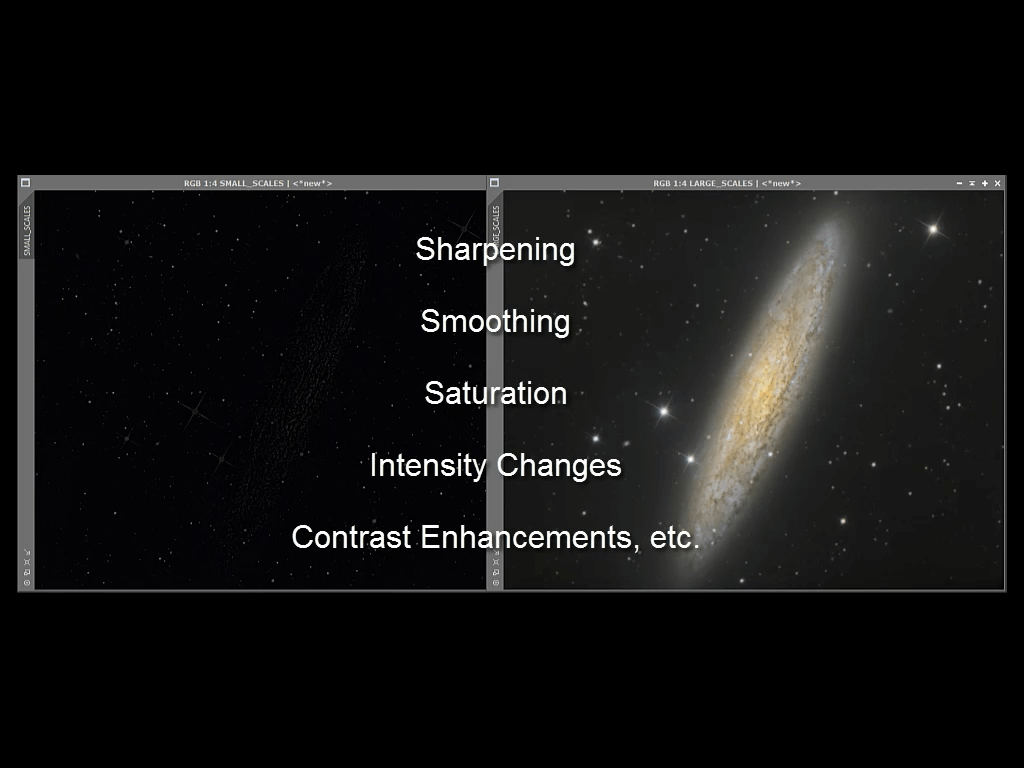 RGB 1:4 SMALL_SCALES | <*new*>
RGB 1:4 LARGE_SCALES | <*new*>
SMALL_SCALES
GE_SCALES
Sharpening
Smoothing
Saturation
Intensity Changes
Contrast Enhancements, etc.